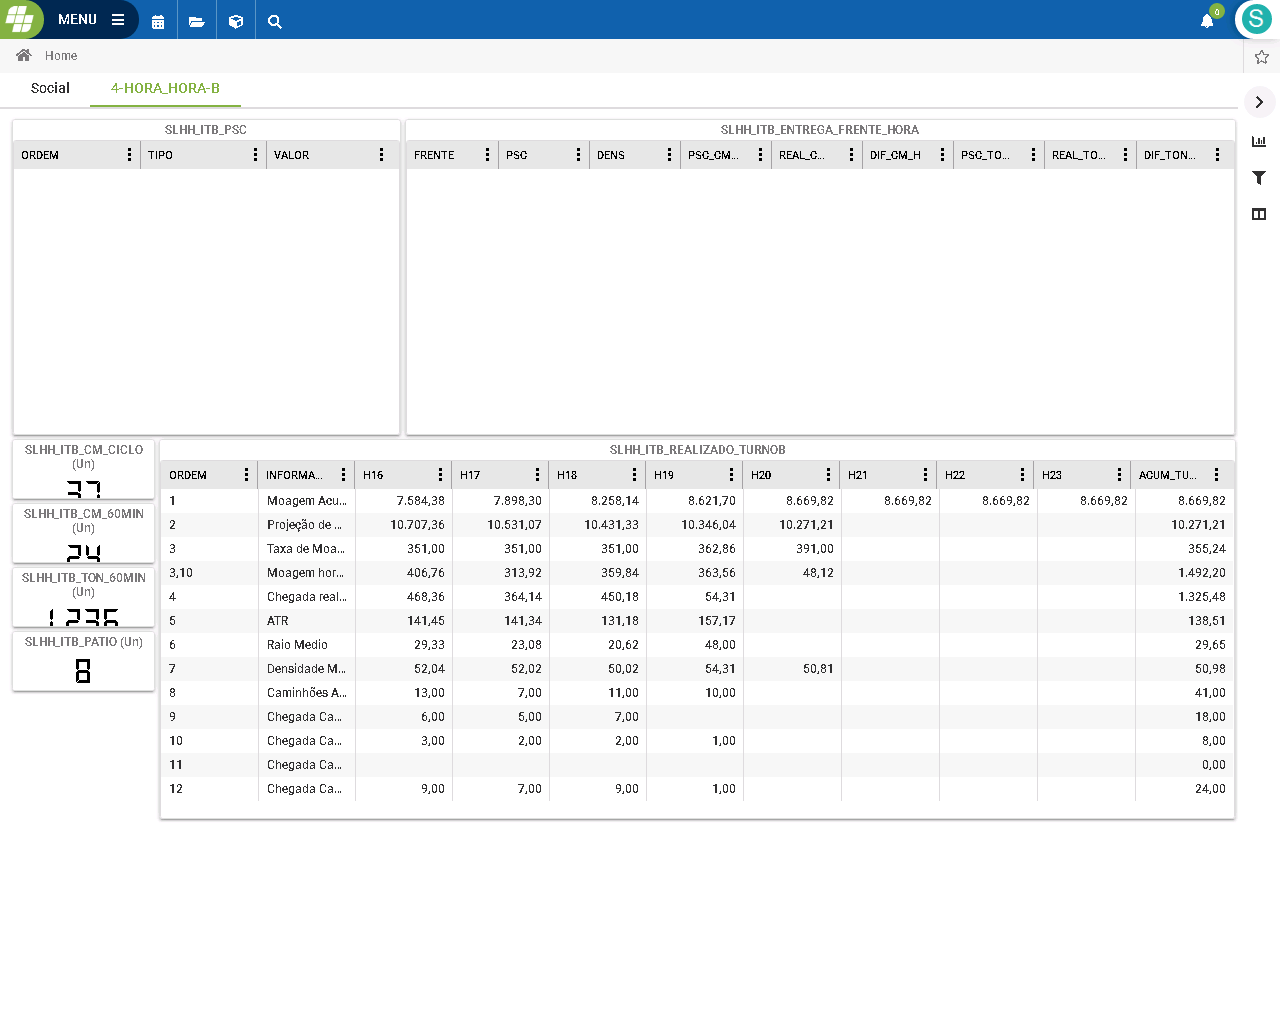 MENU
0
S
Home
Social 4-HORA_HORA-B
SLHH_ITB_PSC
ORDEM TIPO VALOR
SLHH_ITB_ENTREGA_FRENTE_HORA
FRENTE PSC DENS PSC_CM... REAL_C... DIF_CM_H PSC_TO... REAL_TO... DIF_TON...
SLHH_ITB_CM_CICLO
(Un)
37
SLHH_ITB_CM_60MIN
(Un)
24
SLHH_ITB_TON_60MIN
(Un)
SLHH_ITB_PATIO (Un)
8
SLHH_ITB_REALIZADO_TURNOB
ORDEM INFORMA... H16 H17 H18 H19 H20 H21 H22 H23 ACUM_TU...
1 Moagem Acu... 7.584,38 7.898,30 8.258,14 8.621,70 8.669,82 8.669,82 8.669,82 8.669,82 8.669,82
2 Projeção de ... 10.707,36 10.531,07 10.431,33 10.346,04 10.271,21 10.271,21
3 Taxa de Moa... 351,00 351,00 351,00 362,86 391,00 355,24
3,10 Moagem hor... 406,76 313,92 359,84 363,56 48,12 1.492,20
4 Chegada real... 468,36 364,14 450,18 54,31 1.325,48
5 ATR 141,45 141,34 131,18 157,17 138,51
6 Raio Medio 29,33 23,08 20,62 48,00 29,65
7 Densidade M... 52,04 52,02 50,02 54,31 50,81 50,98
8 Caminhões A... 13,00 7,00 11,00 10,00 41,00
9 Chegada Ca... 6,00 5,00 7,00 18,00
10 Chegada Ca... 3,00 2,00 2,00 1,00 8,00
11 Chegada Ca... 0,00
12 Chegada Ca... 9,00 7,00 9,00 1,00 24,00